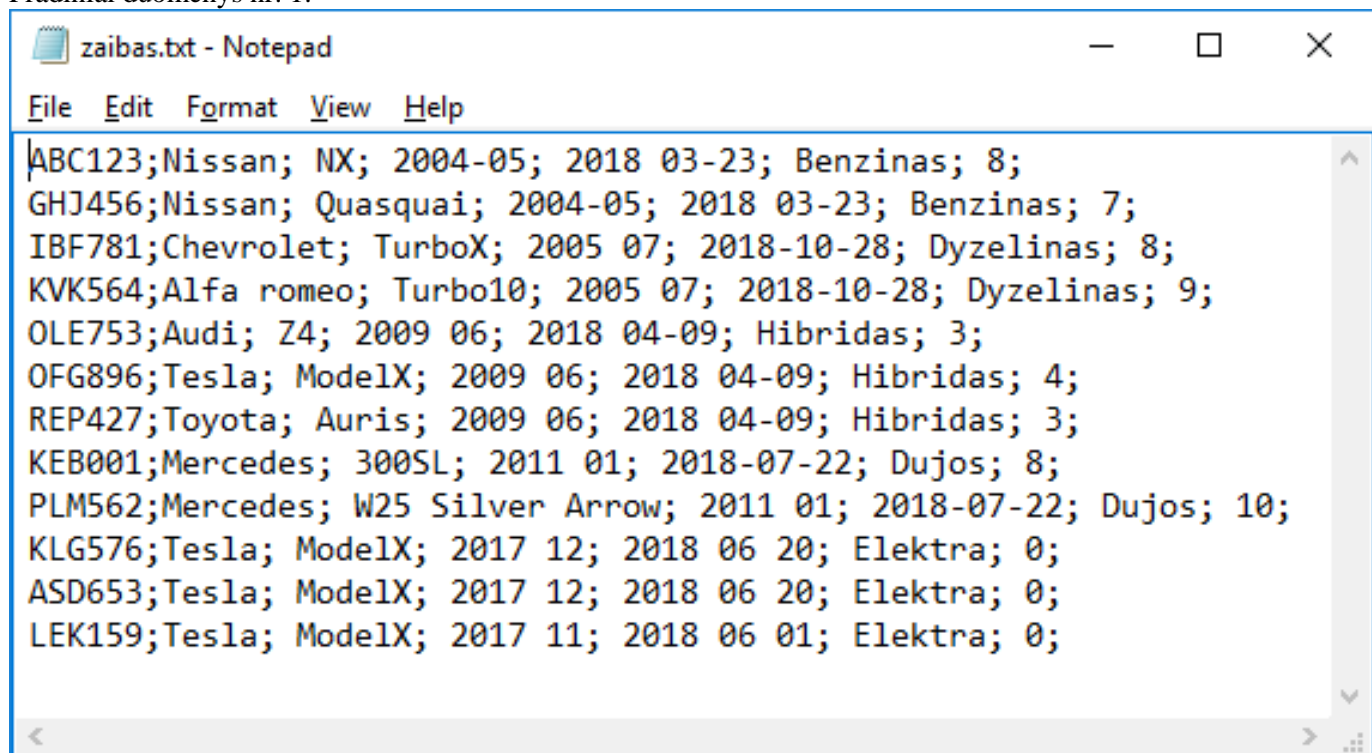 Pradiniai duomenys nr. 1:
zaibas.txt - Notepad
File Edit Format View Help
ABC123;Nissan; NX; 2004-05; 2018 03-23; Benzinas; 8;
GHJ456;Nissan; Quasquai; 2004-05; 2018 03-23; Benzinas; 7;
IBF781;Chevrolet; TurboX; 2005 07; 2018-10-28; Dyzelinas; 8;
KVK564;Alfa romeo; Turbo10; 2005 07; 2018-10-28; Dyzelinas; 9;
OLE753;Audi; Z4; 2009 06; 2018 04-09; Hibridas; 3;
OFG896;Tesla; ModelX; 2009 06; 2018 04-09; Hibridas; 4;
REP427;Toyota; Auris; 2009 06; 2018 04-09; Hibridas; 3;
KEB001;Mercedes; 300SL; 2011 01; 2018-07-22; Dujos; 8;
PLM562;Mercedes; W25 Silver Arrow; 2011 01; 2018-07-22; Dujos; 10;
KLG576;Tesla; ModelX; 2017 12; 2018 06 20; Elektra; 0;
ASD653;Tesla; ModelX; 2017 12; 2018 06 20; Elektra; 0;
LEK159;Tesla; ModelX; 2017 11; 2018 06 01; Elektra; 0;